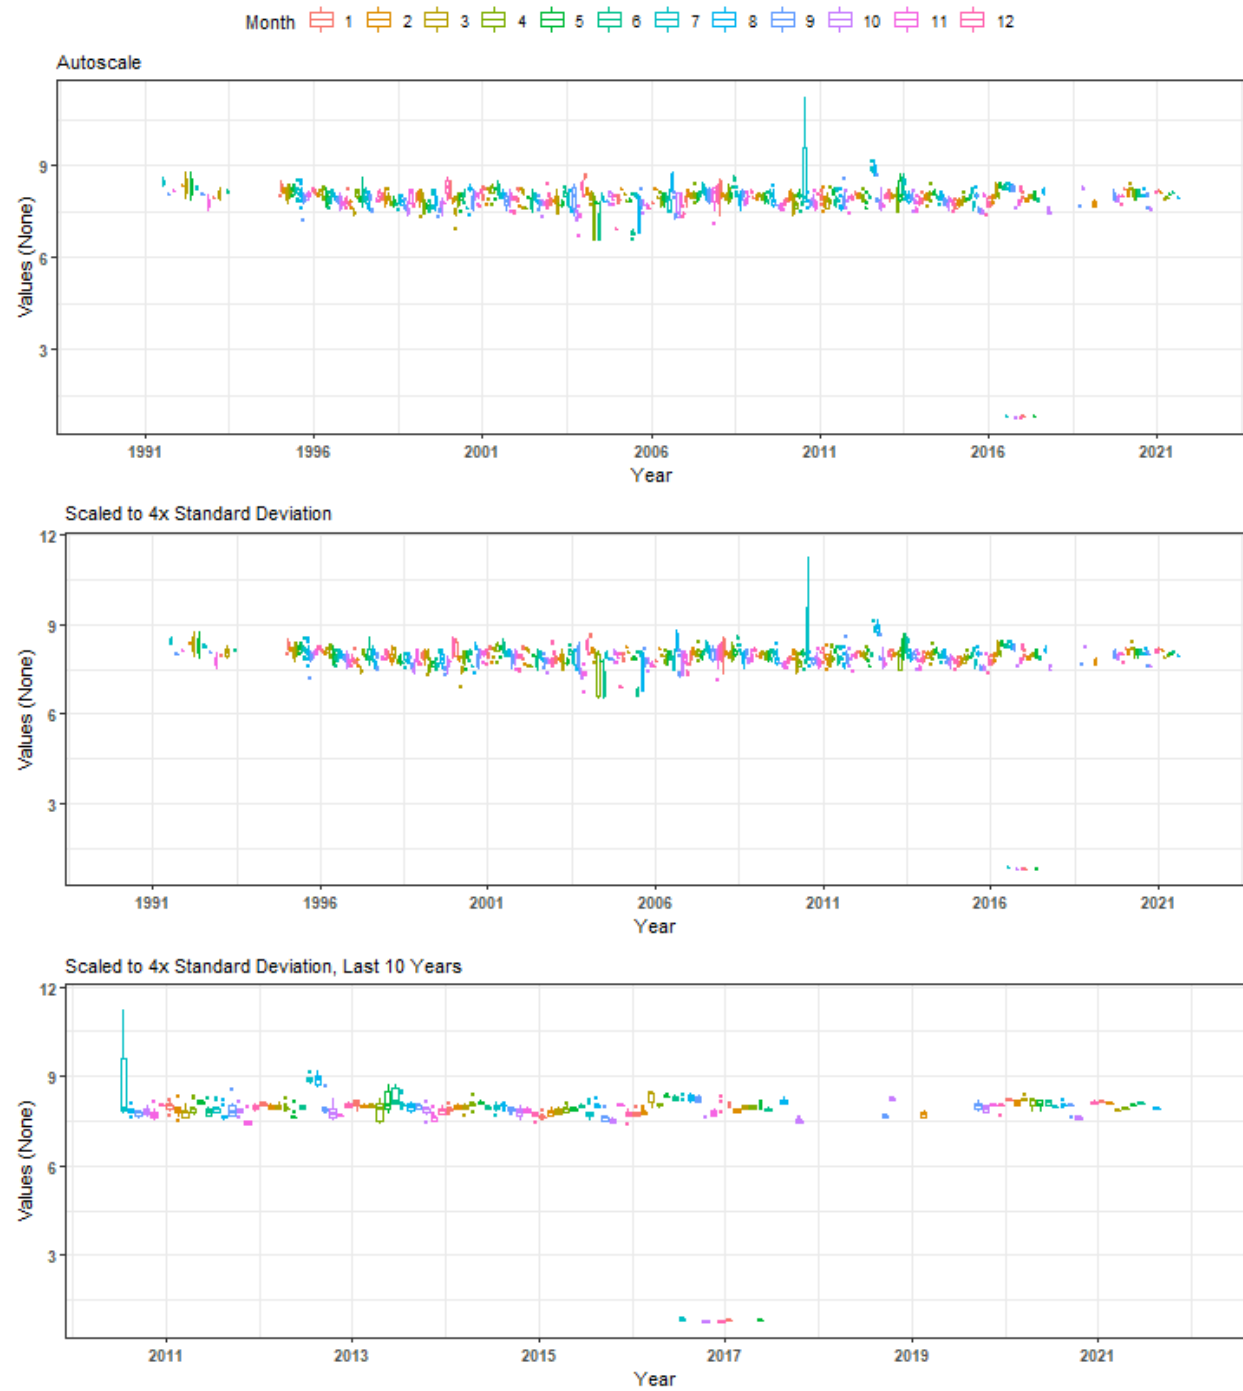 Month 1 2 3 4 5 6 7 8 9 10 11 12
Autoscale
Values (None)
9
6
3
1991 1996 2001 2006 2011 2016 2021
Year
Scaled to 4x Standard Deviation
Values (None)
12
9
6
3
1991 1996 2001 2006 2011 2016 2021
Year
Scaled to 4x Standard Deviation, Last 10 Years
Values (None)
12
9
6
3
2011 2013 2015 2017 2019 2021
Year